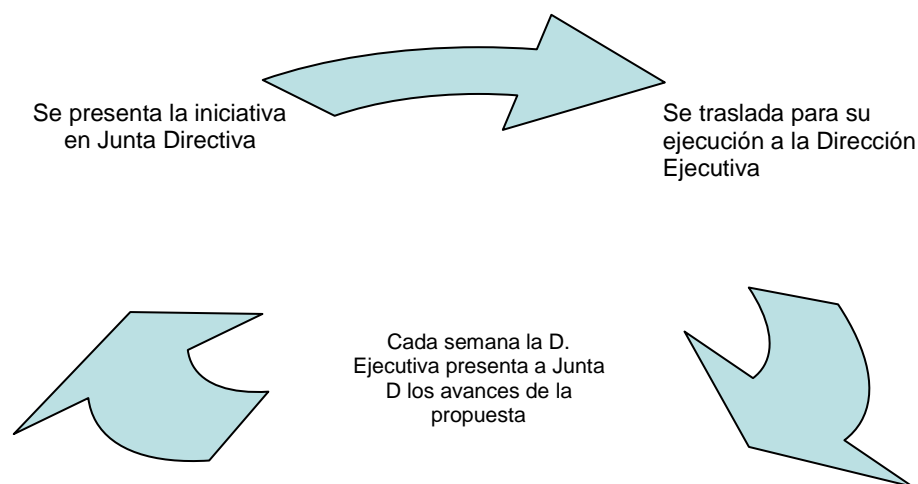 Se presenta la iniciativa
en Junta Directiva
Se traslada para su
ejecución a la Dirección
Ejecutiva
Cada semana la D.
Ejecutiva presenta a Junta
D los avances de la
propuesta